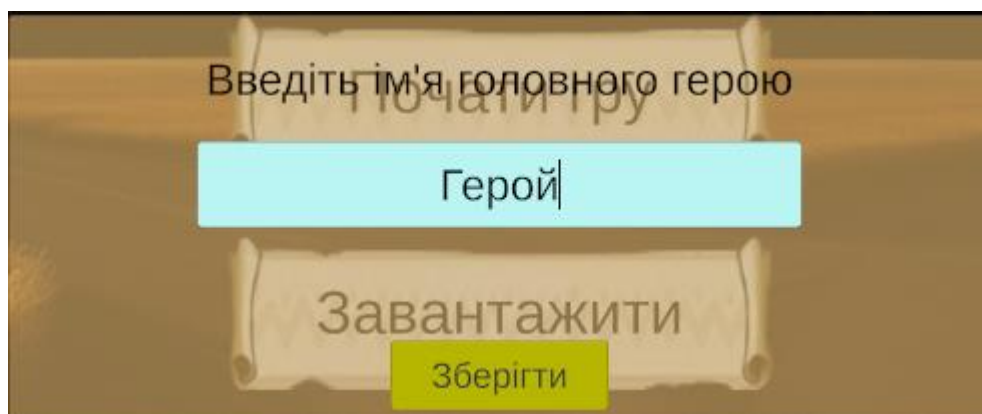 Введіть ім'я головного герою
Почати гру
Герой
Завантажити
Зберігти